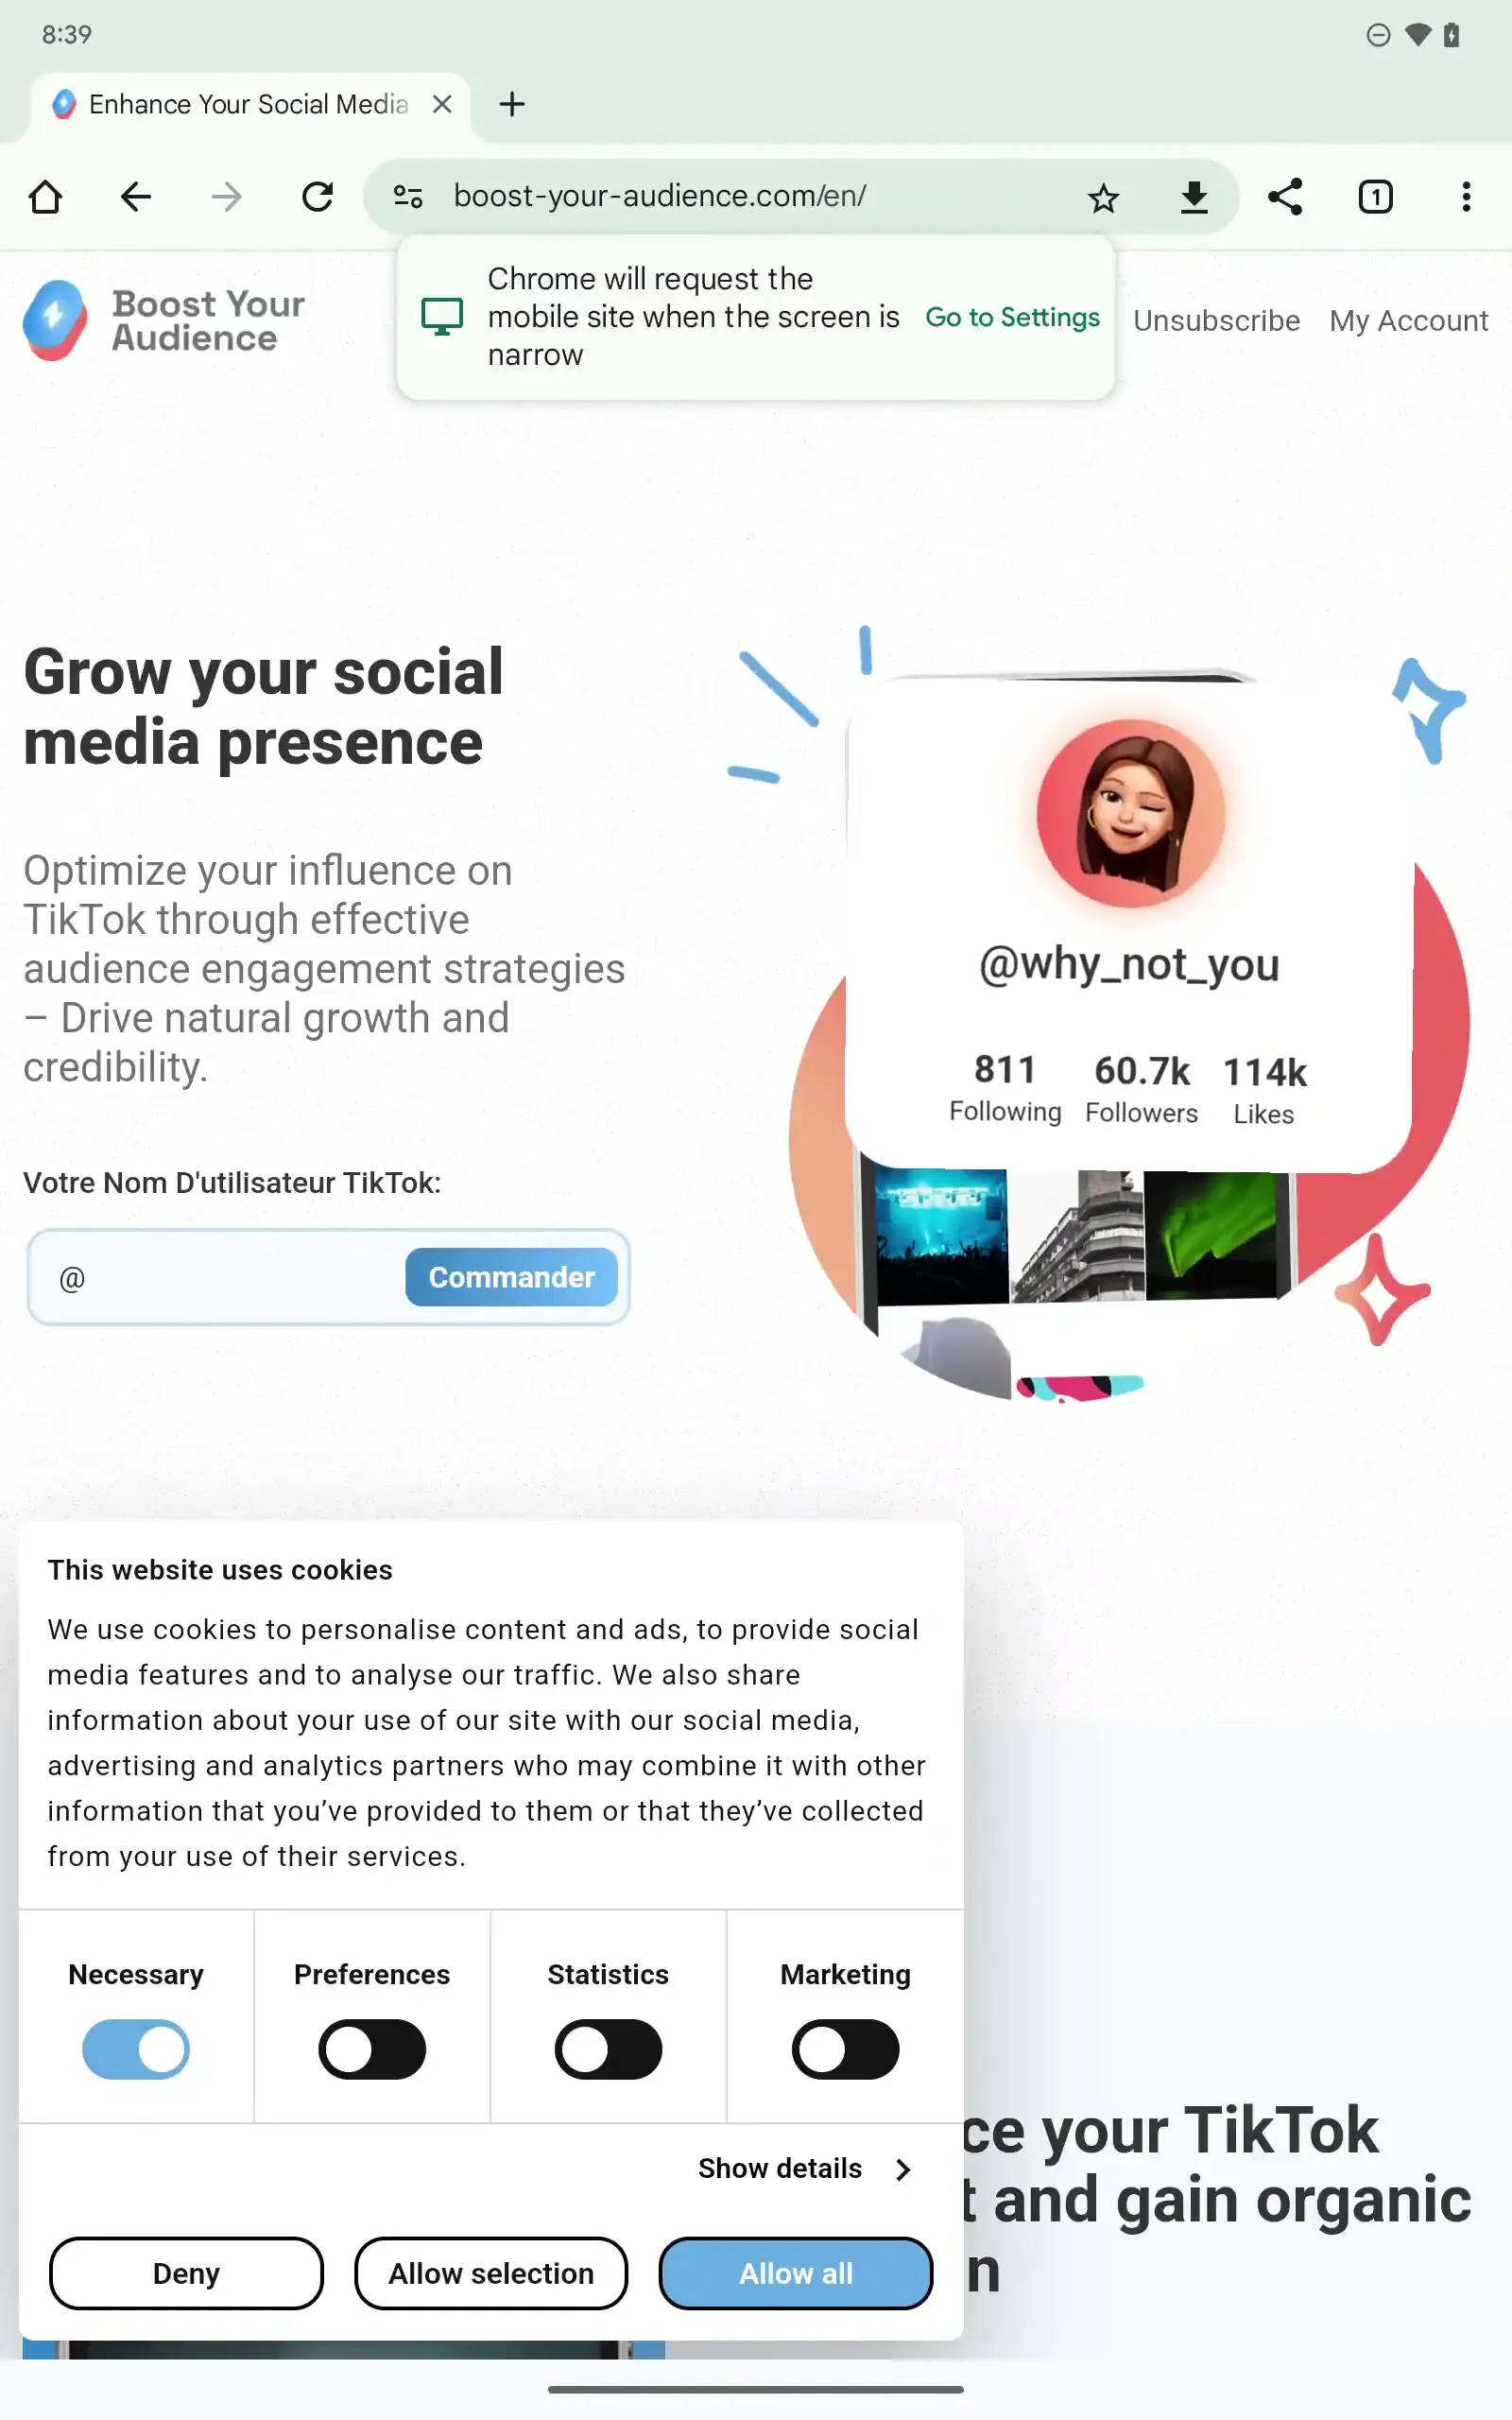 8:39
Enhance Your Social Media
boost-your-audience.com/en/
1
Chrome will request the
mobile site when the screen is
narrow
Go to Settings
Boost Your
Audience
Unsubscribe
My Account
Grow your social
media presence
Optimize your influence on
TikTok through effective
audience engagement strategies
– Drive natural growth and
credibility.
Votre Nom D'utilisateur TikTok:
@
Commander
@why_not_you
811 60.7k 114k
Following Followers Likes
This website uses cookies
We use cookies to personalise content and ads, to provide social
media features and to analyse our traffic. We also share
information about your use of our site with our social media,
advertising and analytics partners who may combine it with other
information that you’ve provided to them or that they’ve collected
from your use of their services.
Necessary Preferences Statistics Marketing
Show details
Deny Allow selection Allow all
ce your TikTok
t and gain organic
n